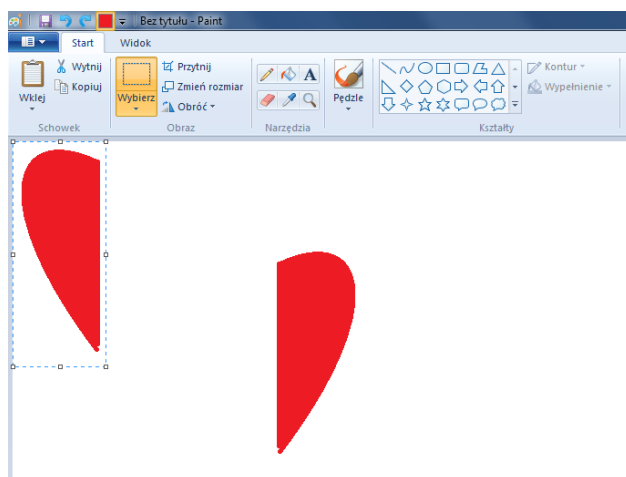 Bez tytułu - Paint
Start Widok
Wklej
Wytnij
Kopiuj
Schowek
Wybierz
Przytnij
Zmień rozmiar
Obróć
Obraz
A
Narzędzia
Pędzle
Kształty
Kontur
Wypełnienie